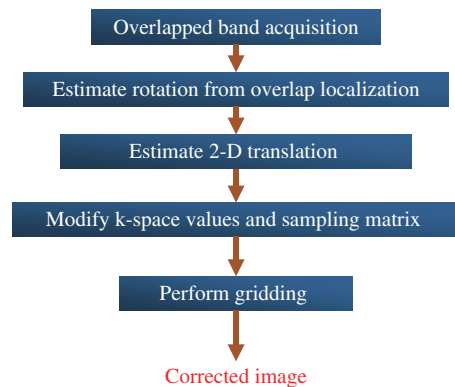 Overlapped band acquisition
Estimate rotation from overlap localization
Estimate 2-D translation
Modify k-space values and sampling matrix
Perform gridding
Corrected image